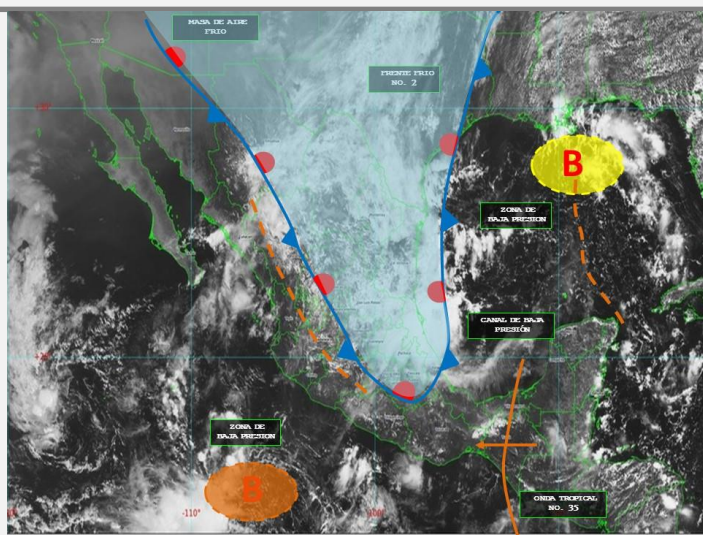 MASA DE AIRE
FRIO
FRENTE FRIO
NO. 2
B
ZONA DE
BAJA PRESION
CANAL DE BAJA
PRESIÓN
ZONA DE
BAJA PRESION
B
ONDA TROPICAL
NO. 35
-110°